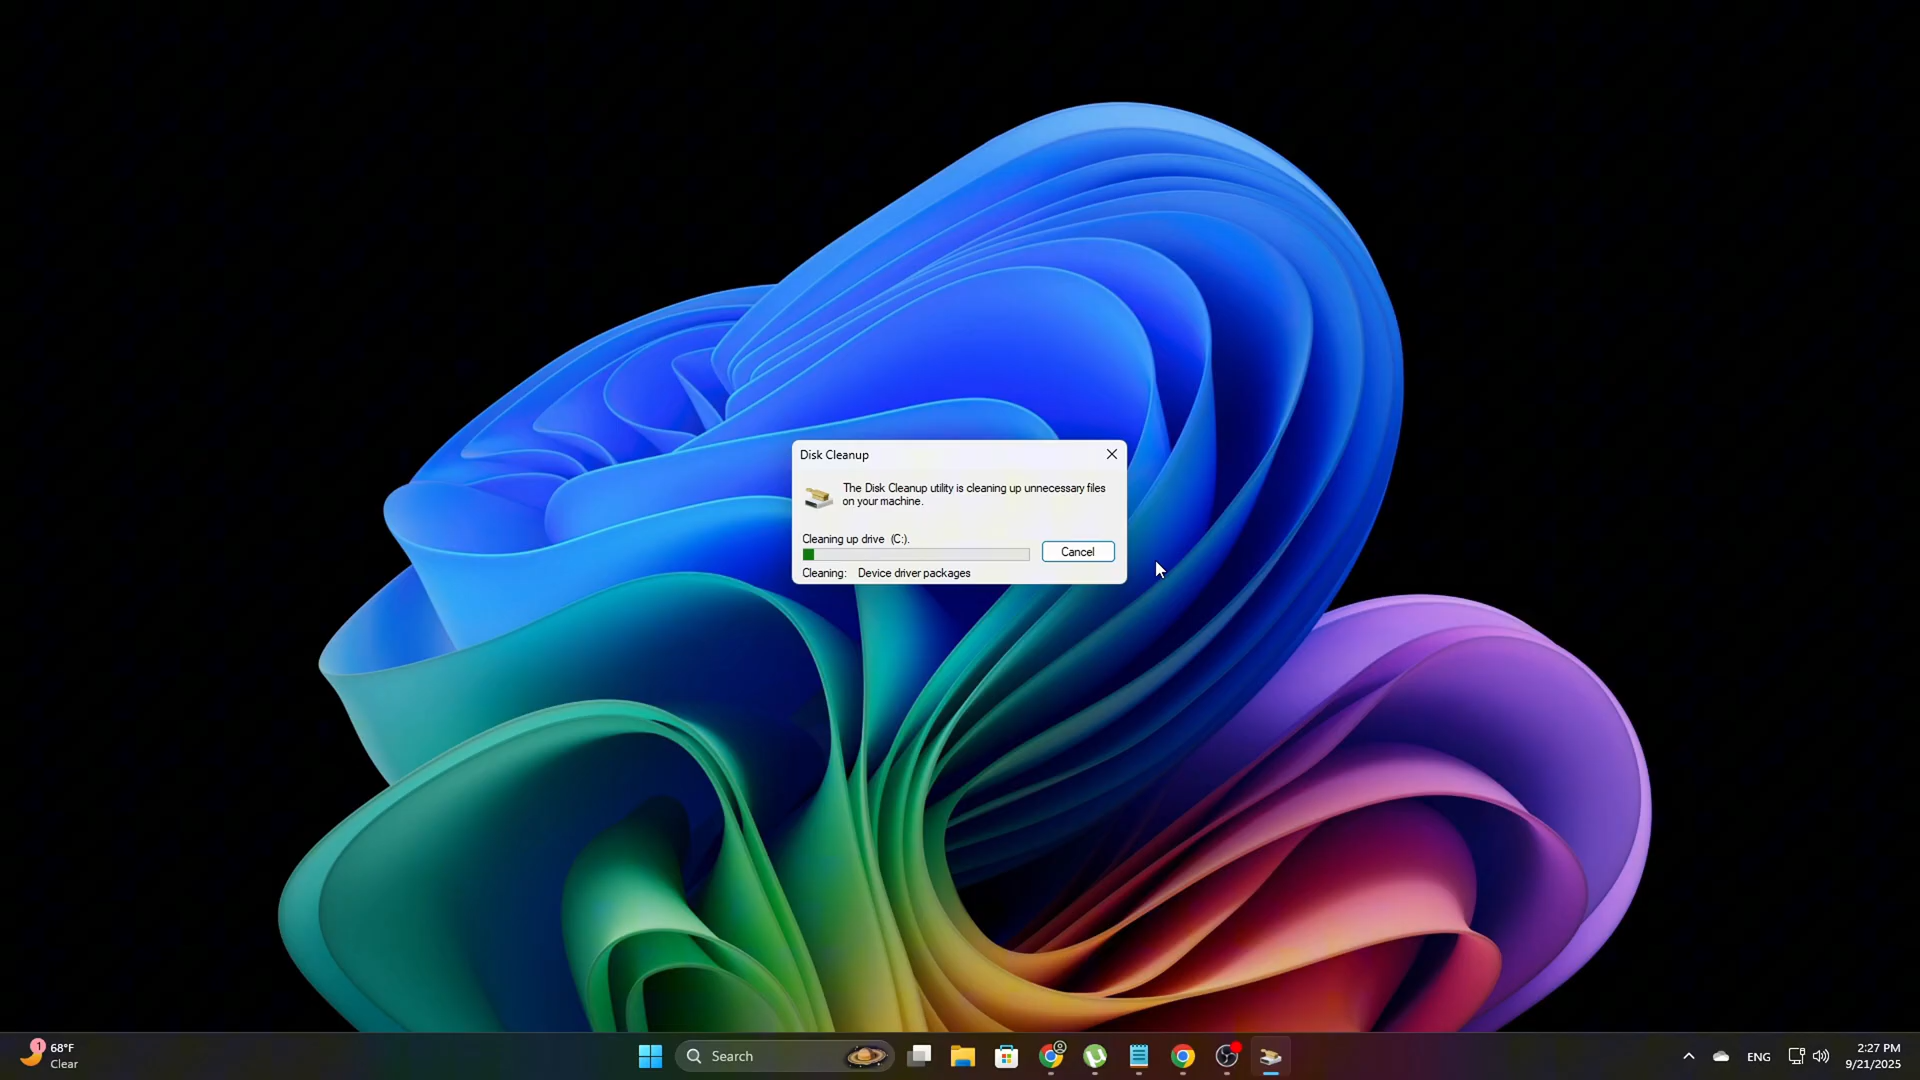 Disk Cleanup
The Disk Cleanup utility is cleaning up unnecessary files
on your machine.
Cleaning up drive (C:).
Cancel
Cleaning: Device driver packages
1
68°F
Clear
Search
ENG
2:27 PM
9/21/2025